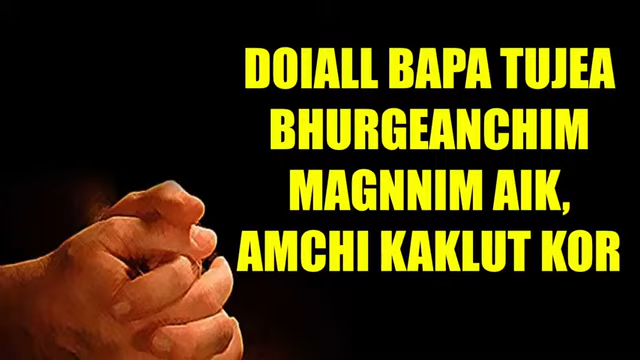 DOIALL BAPA TUJEA
BHURGEANCHIM
MAGNNIM AIK,
AMCHI KAKLUT KOR